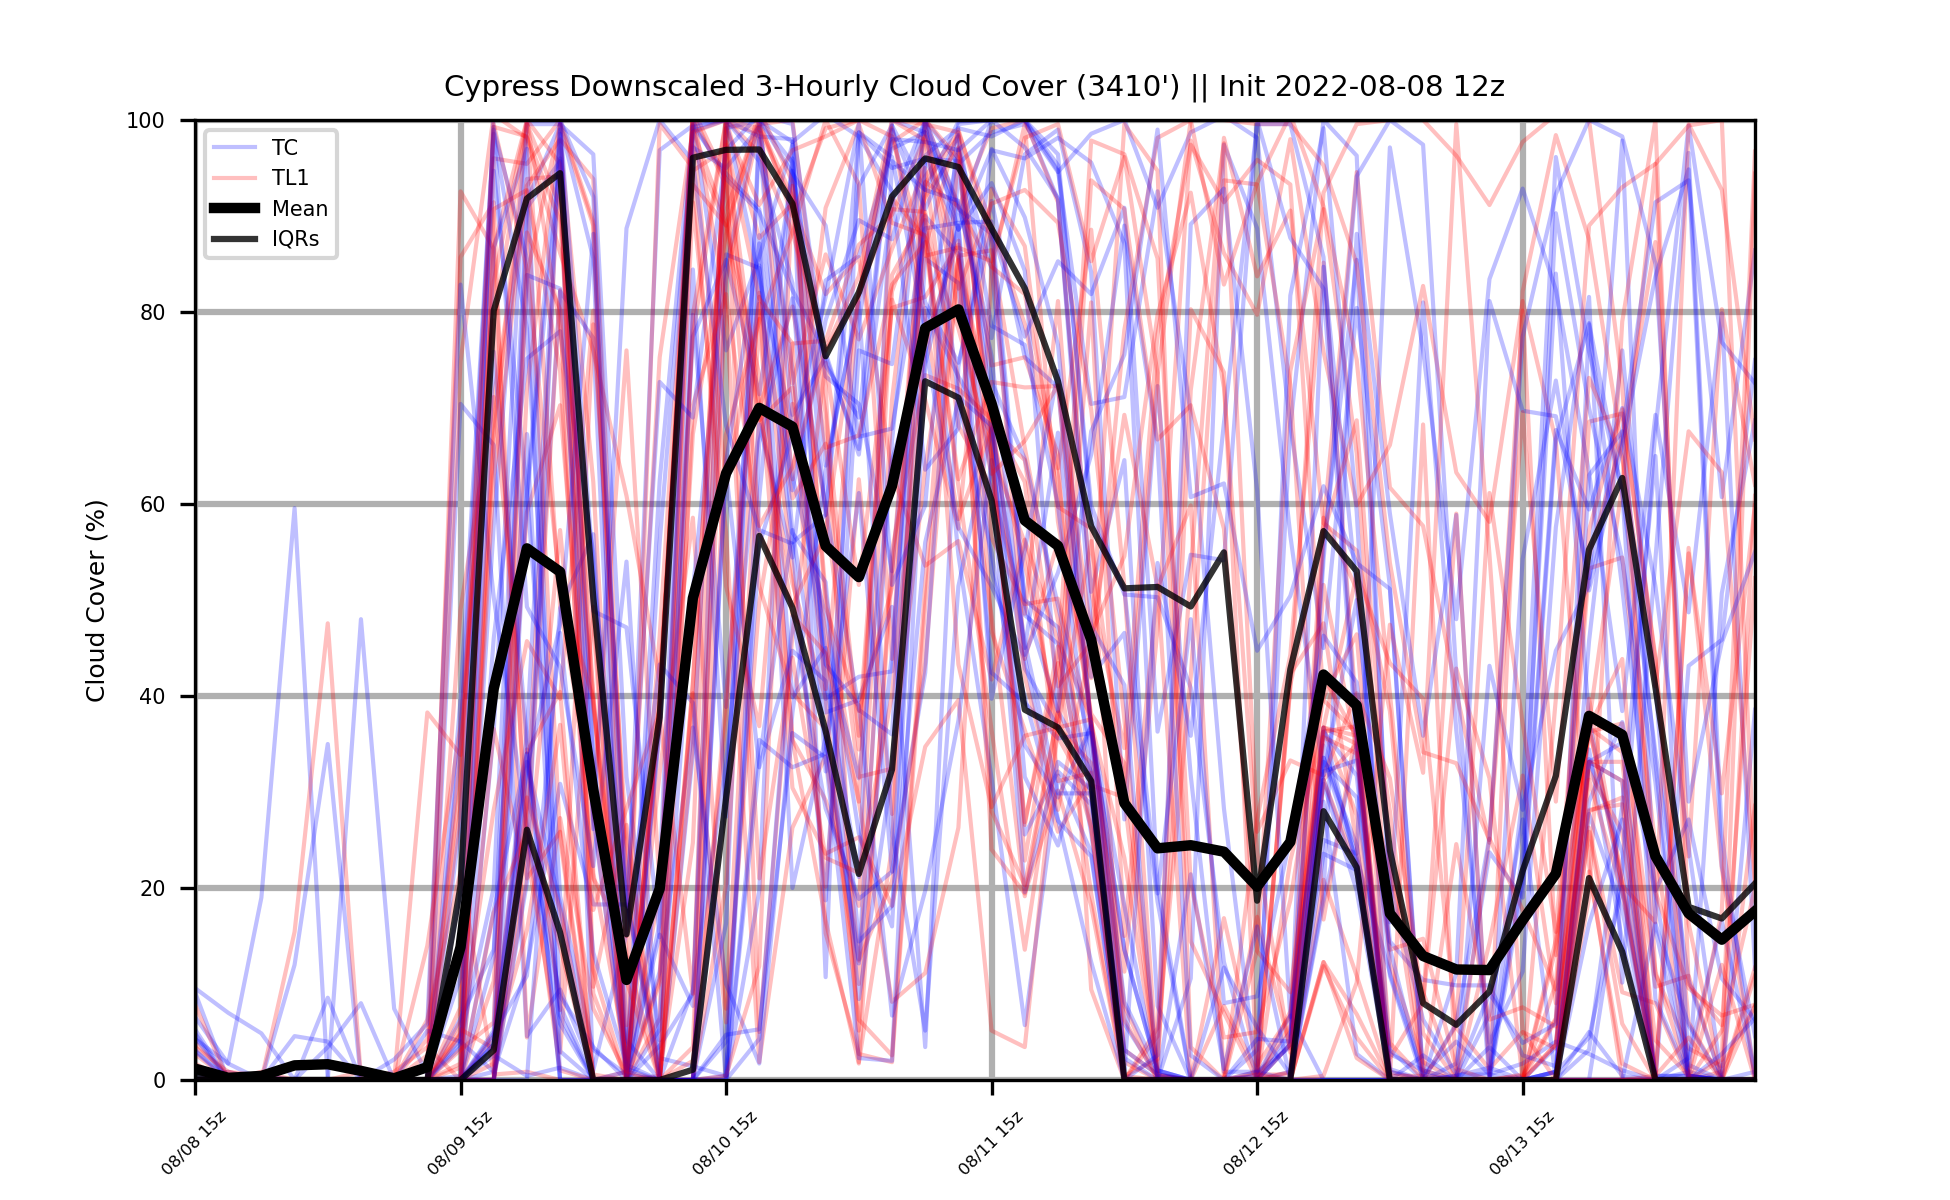 Cypress Downscaled 3-Hourly Cloud Cover (3410') || Init 2022-08-08 12z
TC
TL1
Mean
IQRs
Cloud Cover (%)
100
80
60
40
20
0
08/08 15z
08/09 15z
08/10 15z
08/11 15z
08/12 15z
08/13 15z